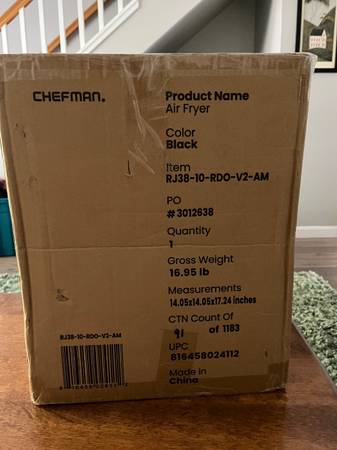 CHEFMAN.
Product Name
Air Fryer
Color
Black
Item
RJ38-10-RDO-V2-AM
PO
#3012638
Quantity
1
Gross Weight
16.95 lb
Measurements
14.05x14.05x17.24 inches
CTN Count Of
91 of 1183
UPC
816458024112
Made in
China
RJ38-10-RDO-V2-AM